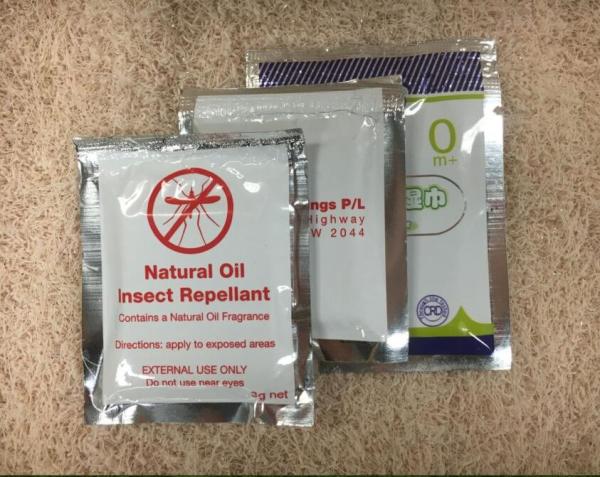 Natural Oil
Insect Repellant
Contains a Natural Oil Fragrance
Directions: apply to exposed areas
EXTERNAL USE ONLY
Do not use near eyes
3g net
ngs P/L
Highway
W 2044
0
m+
湿巾
CRD